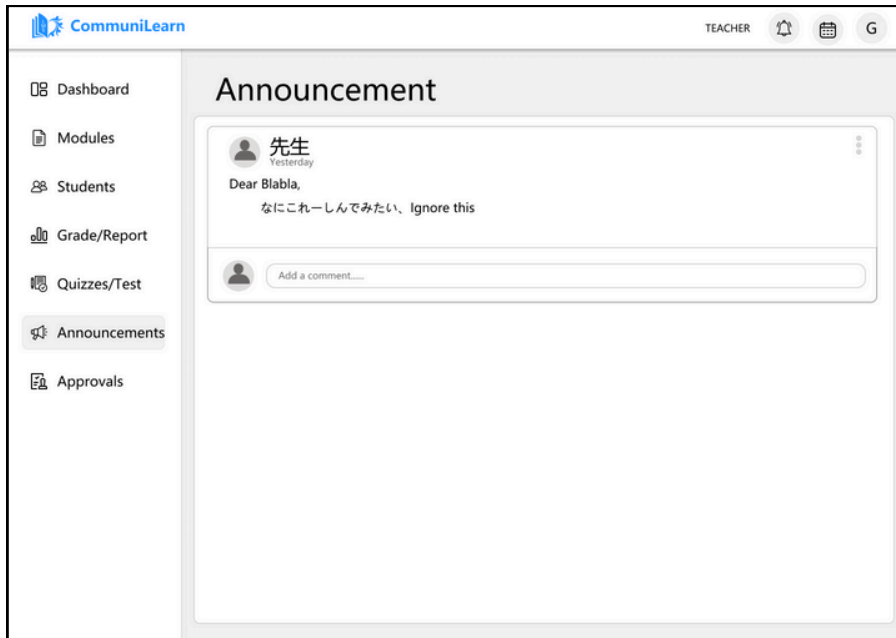 CommuniLearn
TEACHER
G
Dashboard
Modules
Students
Grade/Report
Quizzes/Test
Announcements
Approvals
Announcement
先生
Yesterday
Dear Blabla,
なにこれーしんでみたい、Ignore this
Add a comment.....